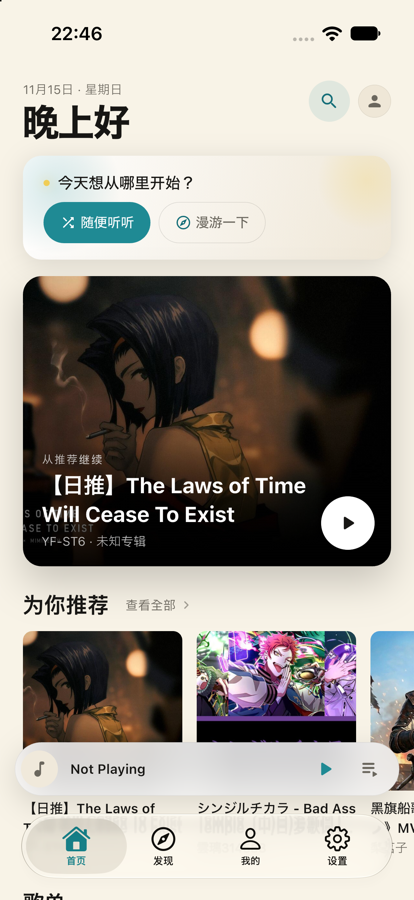 22:46
11月15日 · 星期日
晚上好
今天想从哪里开始？
随便听听
漫游一下
从推荐继续
【日推】The Laws of Time
Will Cease To Exist
YF-ST6 · 未知专辑
为你推荐
查看全部
Not Playing
【日推】The Laws of
シンジルチカラ - Bad Ass
黑旗船歌
》MV
首页
发现
我的
设置
歌单